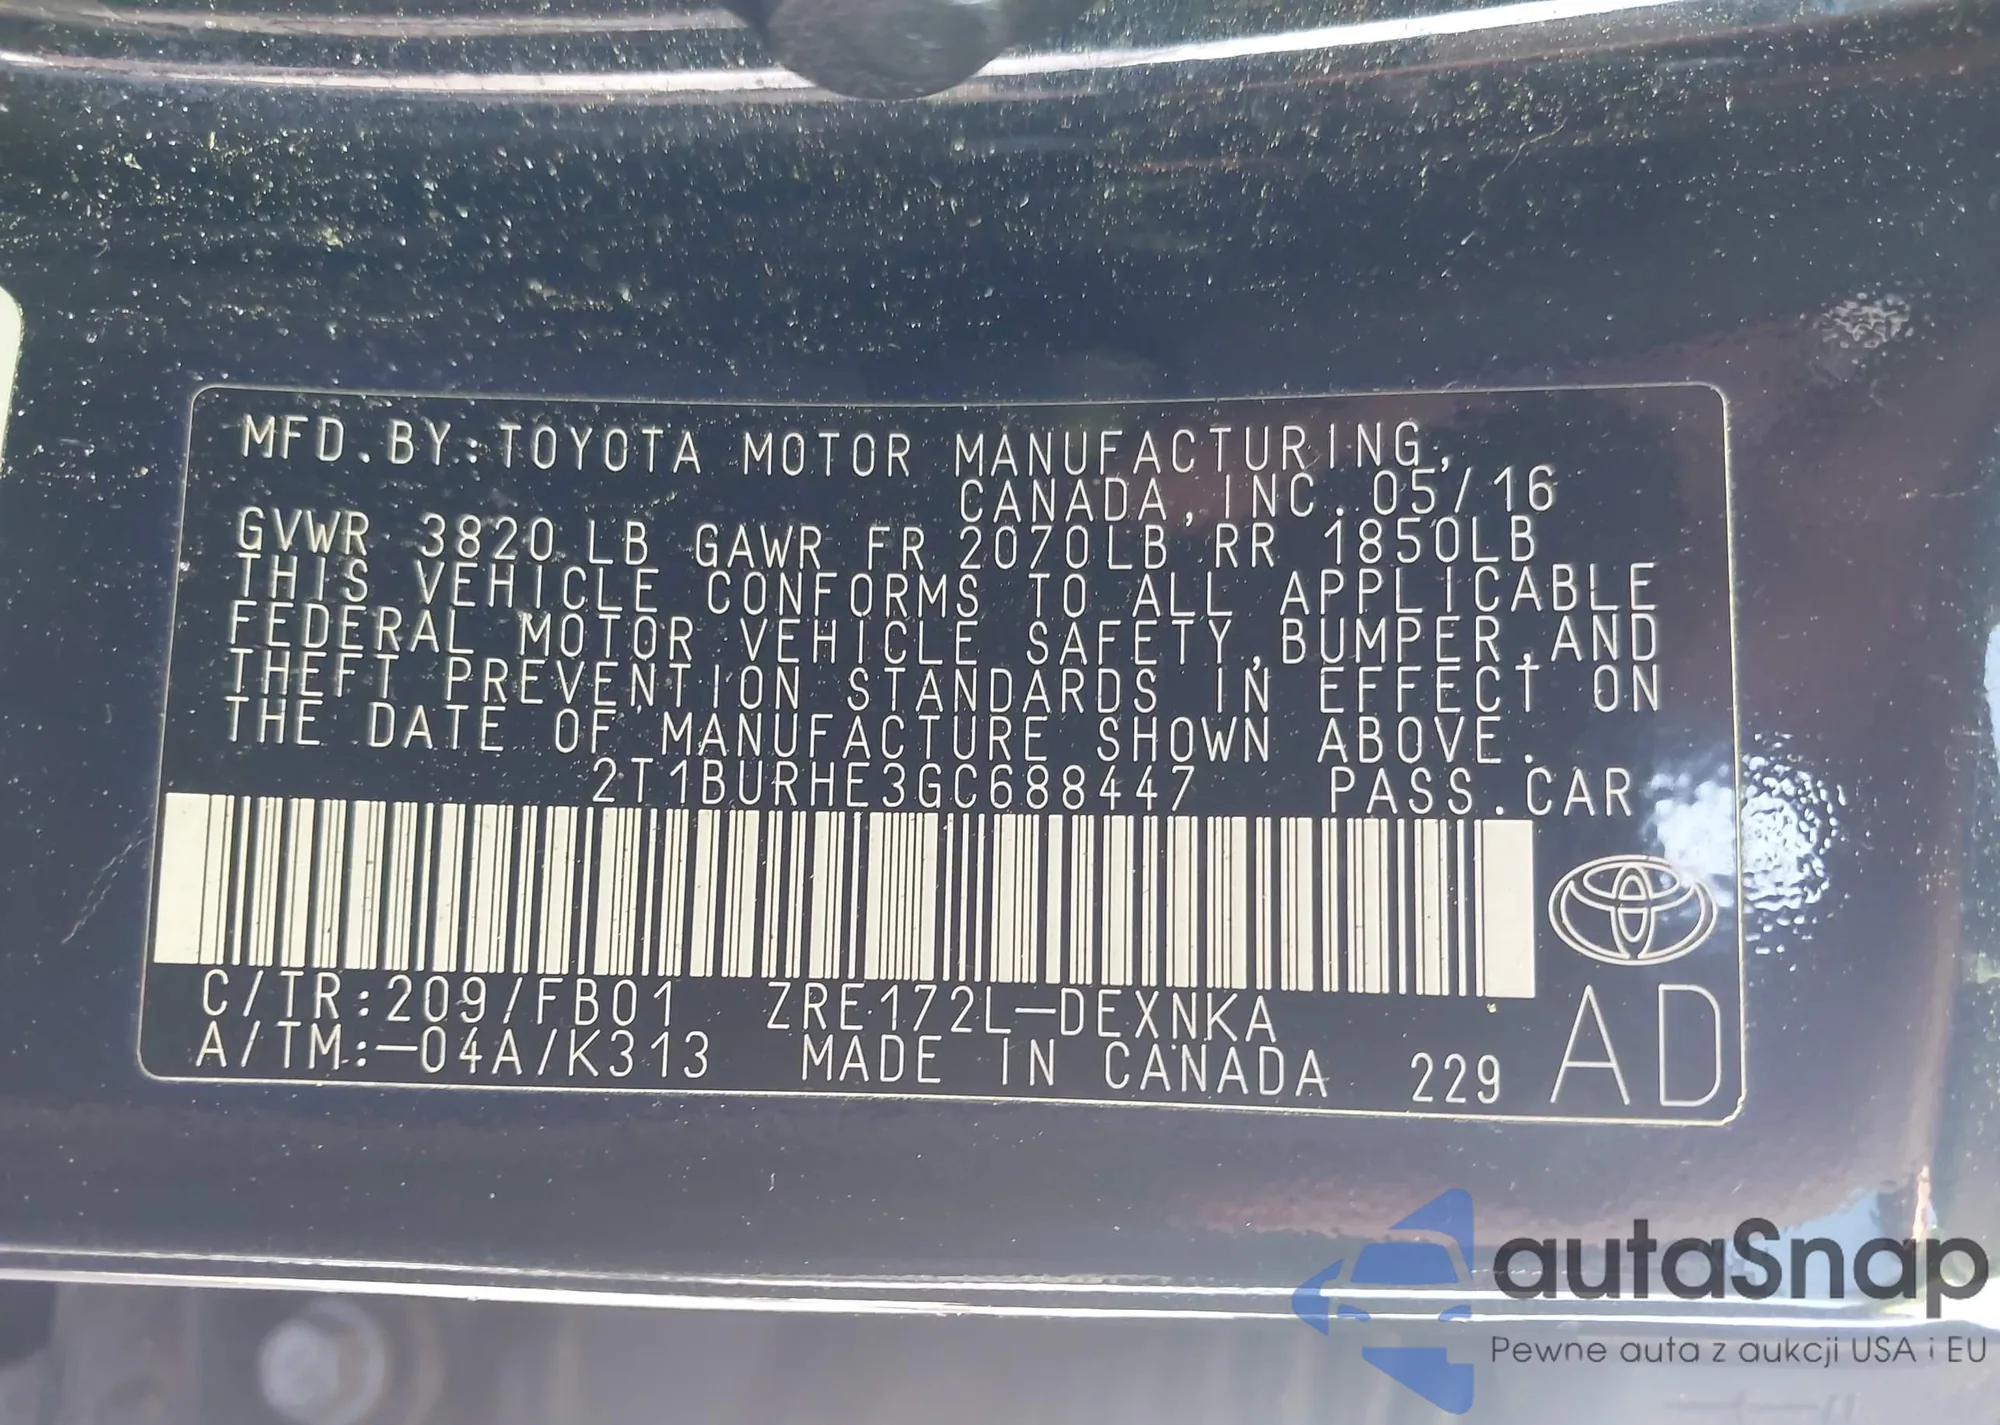 MFD.BY:TOYOTA MOTOR MANUFACTURING,
CANADA,INC.05/16
GVWR 3820 LB GAWR FR 2070LB RR 1850LB
THIS VEHICLE CONFORMS TO ALL APPLICABLE
FEDERAL MOTOR VEHICLE SAFETY,BUMPER,AND
THEFT PREVENTION STANDARDS IN EFFECT ON
THE DATE OF MANUFACTURE SHOWN ABOVE.
2T1BURHE3GC688447 PASS.CAR
C/TR:209/FB01 ZRE172L-DEXNKA
A/TM:-04A/K313 MADE IN CANADA 229 AD
autaSnap
Pewne auta z aukcji USA i EU